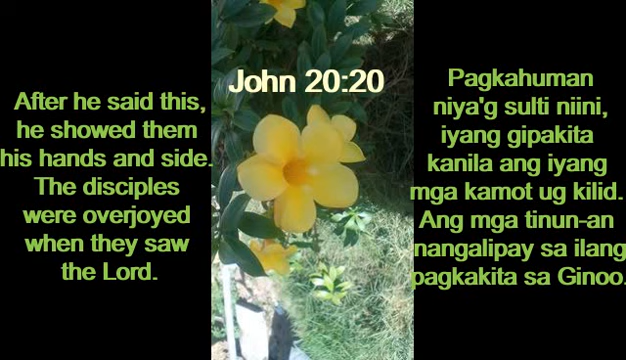 After he said this,
he showed them
his hands and side.
The disciples
were overjoyed
when they saw
the Lord.
John 20:20
Pagkahuman
niya'g sulti niini,
iyang gipakita
kanila ang iyang
mga kamot ug kilid.
Ang mga tinun-an
nangalipay sa ilang
pagkakita sa Ginoo.